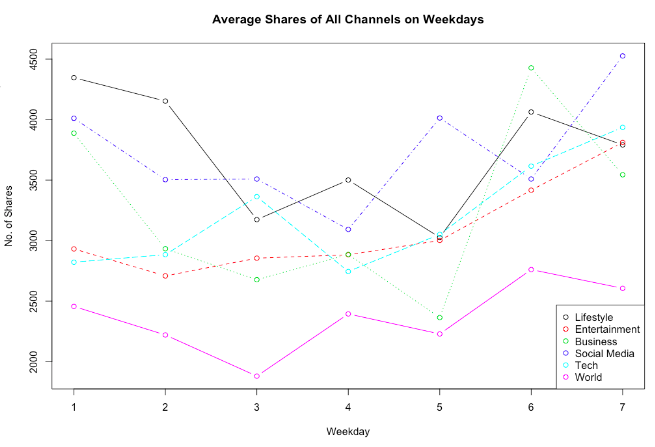 Average Shares of All Channels on Weekdays
No. of Shares
4500
4000
3500
3000
2500
2000
1 2 3 4 5 6 7
Weekday
Lifestyle
Entertainment
Business
Social Media
Tech
World